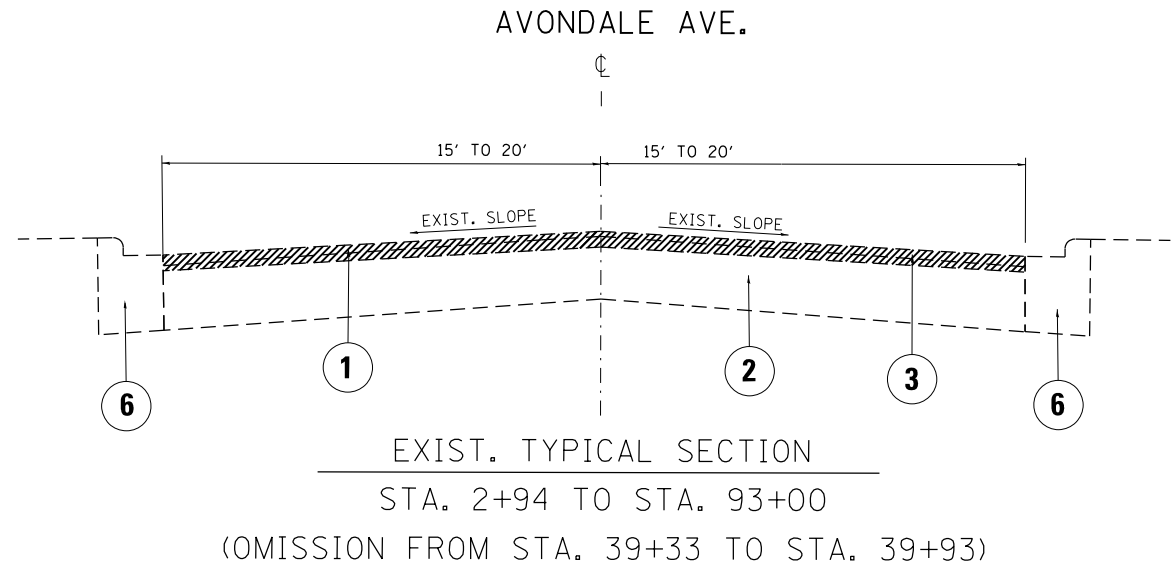 AVONDALE AVE.
℄
15' TO 20' 15' TO 20'
EXIST. SLOPE EXIST. SLOPE
1 2 3
6 6
EXIST. TYPICAL SECTION
STA. 2+94 TO STA. 93+00
(OMISSION FROM STA. 39+33 TO STA. 39+93)